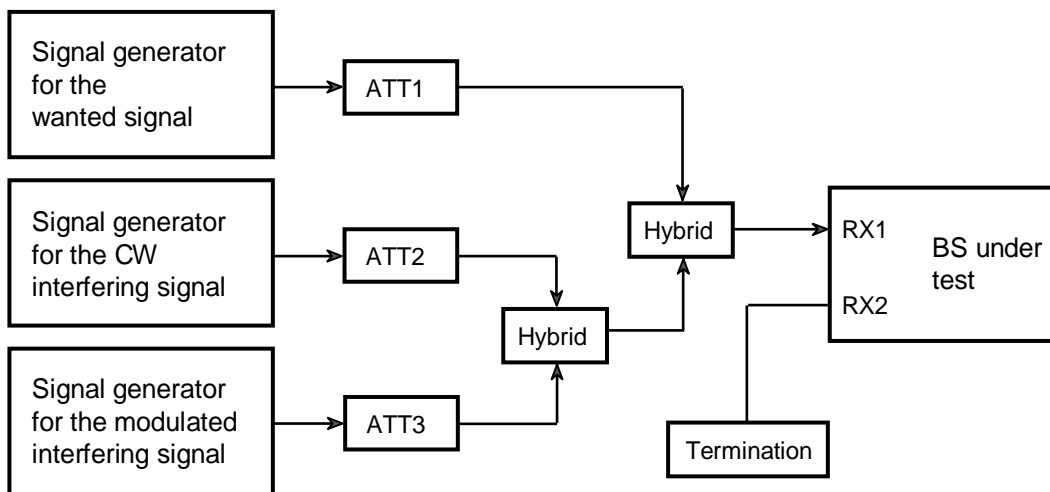 Signal generator
for the
wanted signal
ATT1
Signal generator
for the CW
interfering signal
ATT2
Hybrid
Hybrid
Signal generator
for the modulated
interfering signal
ATT3
RX1
BS under
test
RX2
Termination